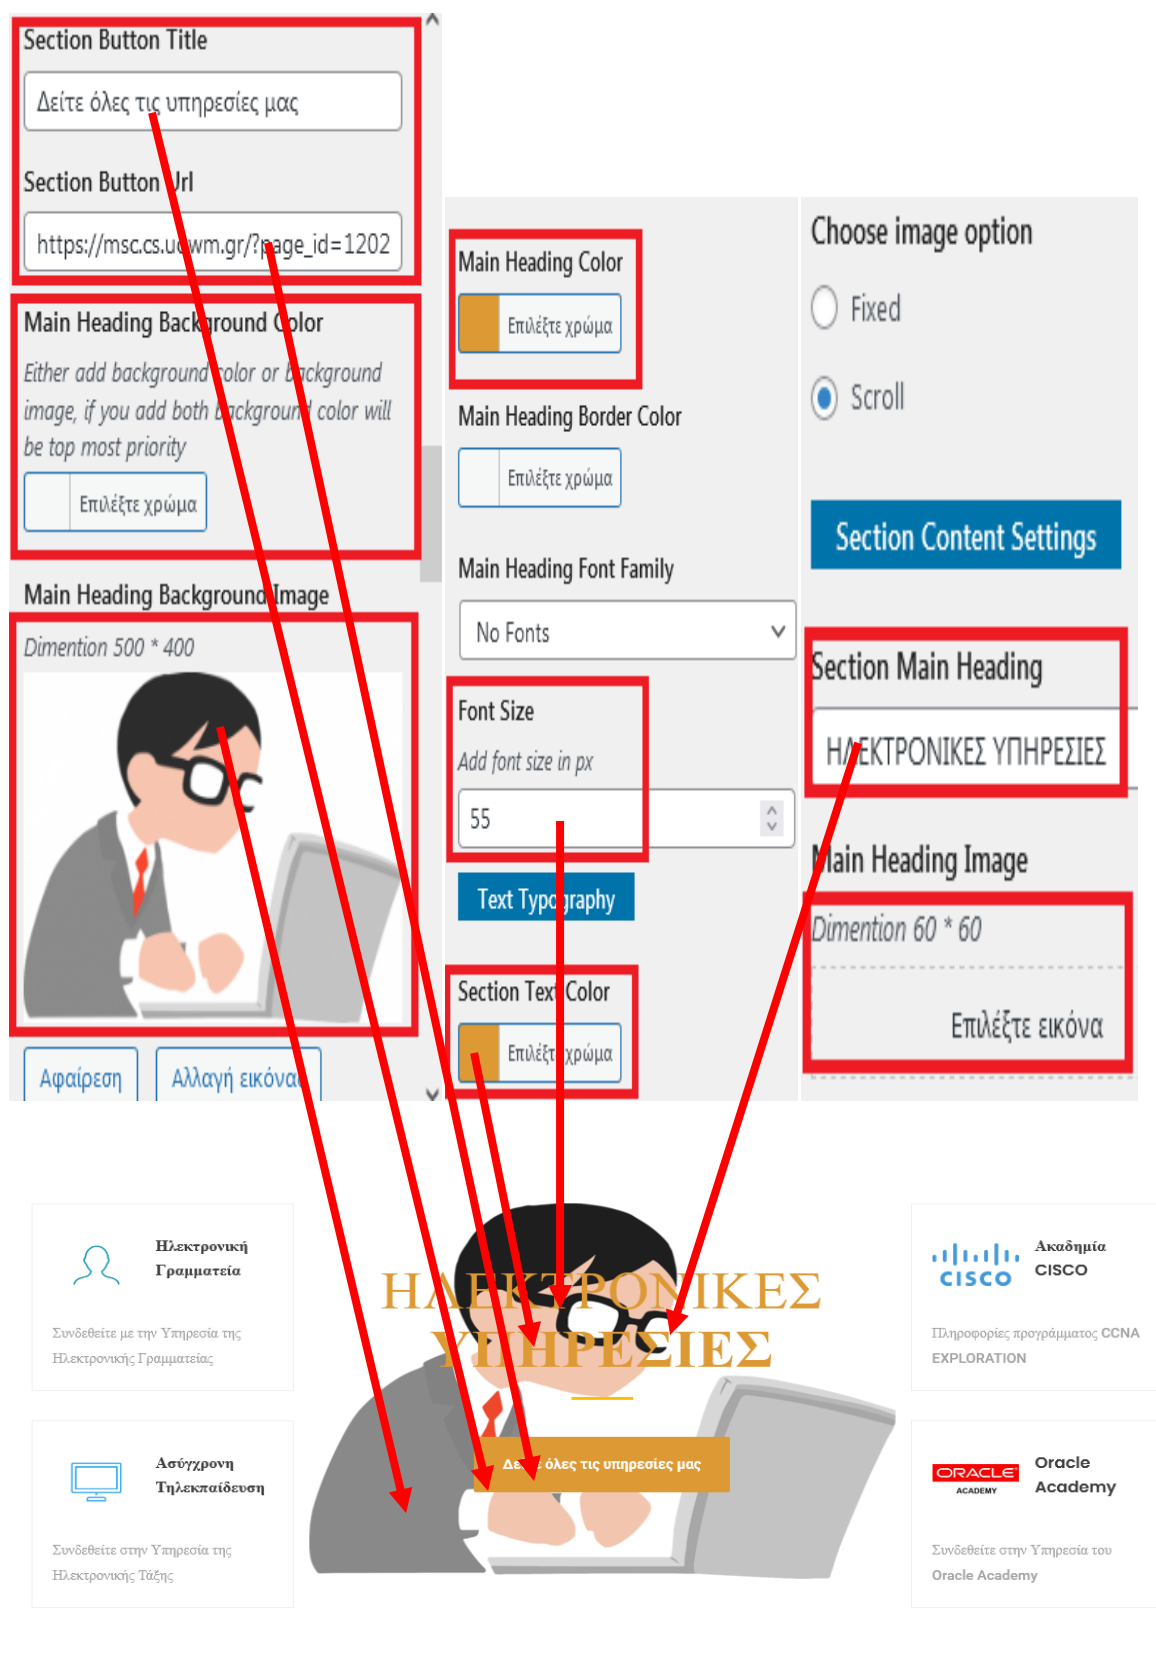 Section Button Title
Δείτε όλες τις υπηρεσίες μας
Section Button Url
https://msc.cs.uowm.gr/?page_id=1202
Main Heading Background Color
Either add background color or background
image, if you add both background color will
be top most priority
Επιλέξτε χρώμα
Main Heading Background Image
Dimention 500 * 400
Αφαίρεση
Αλλαγή εικόνας
Main Heading Color
Επιλέξτε χρώμα
Main Heading Border Color
Επιλέξτε χρώμα
Main Heading Font Family
No Fonts
Font Size
Add font size in px
55
Text Typography
Section Text Color
Επιλέξτε χρώμα
Choose image option
Fixed
Scroll
Section Content Settings
Section Main Heading
ΗΛΕΚΤΡΟΝΙΚΕΣ ΥΠΗΡΕΣΙΕΣ
Main Heading Image
Dimention 60 * 60
Επιλέξτε εικόνα
Ηλεκτρονική
Γραμματεία
Συνδεθείτε με την Υπηρεσία της
Ηλεκτρονικής Γραμματείας
Ασύγχρονη
Τηλεκπαίδευση
Συνδεθείτε στην Υπηρεσία της
Ηλεκτρονικής Τάξης
ΗΛΕΚΤΡΟΝΙΚΕΣ
ΥΠΗΡΕΣΙΕΣ
Δείτε όλες τις υπηρεσίες μας
CISCO
Ακαδημία
CISCO
Πληροφορίες προγράμματος CCNA
EXPLORATION
ORACLE
ACADEMY
Oracle
Academy
Συνδεθείτε στην Υπηρεσία του
Oracle Academy